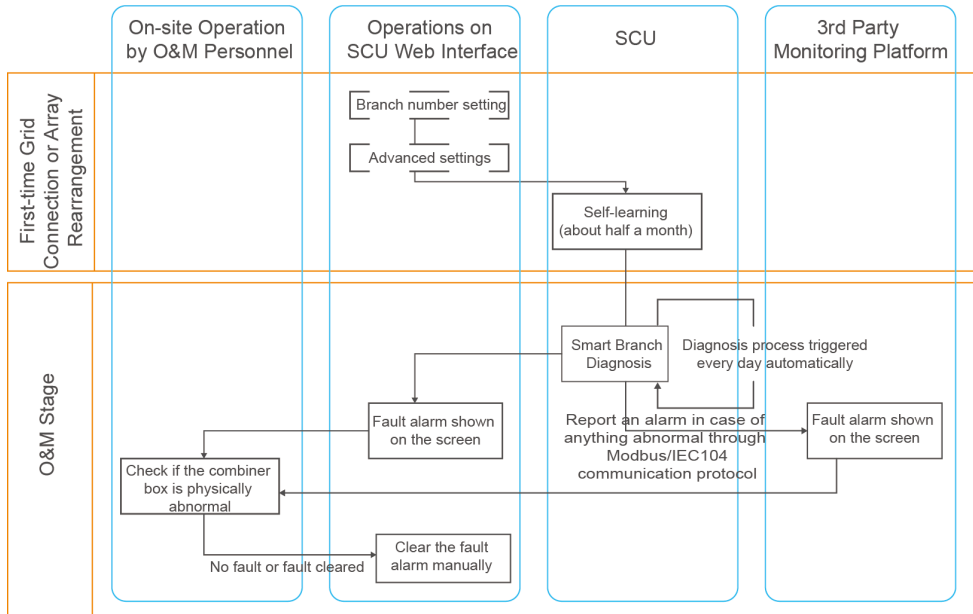 On-site Operation
by O&M Personnel
Operations on
SCU Web Interface
SCU
3rd Party
Monitoring Platform
First-time Grid
Connection or Array
Rearrangement
Branch number setting
Advanced settings
Self-learning
(about half a month)
O&M Stage
Smart Branch
Diagnosis
Diagnosis process triggered
every day automatically
Fault alarm shown
on the screen
Report an alarm in case of
anything abnormal through
Modbus/IEC104
communication protocol
Fault alarm shown
on the screen
Check if the combiner
box is physically
abnormal
No fault or fault cleared
Clear the fault
alarm manually